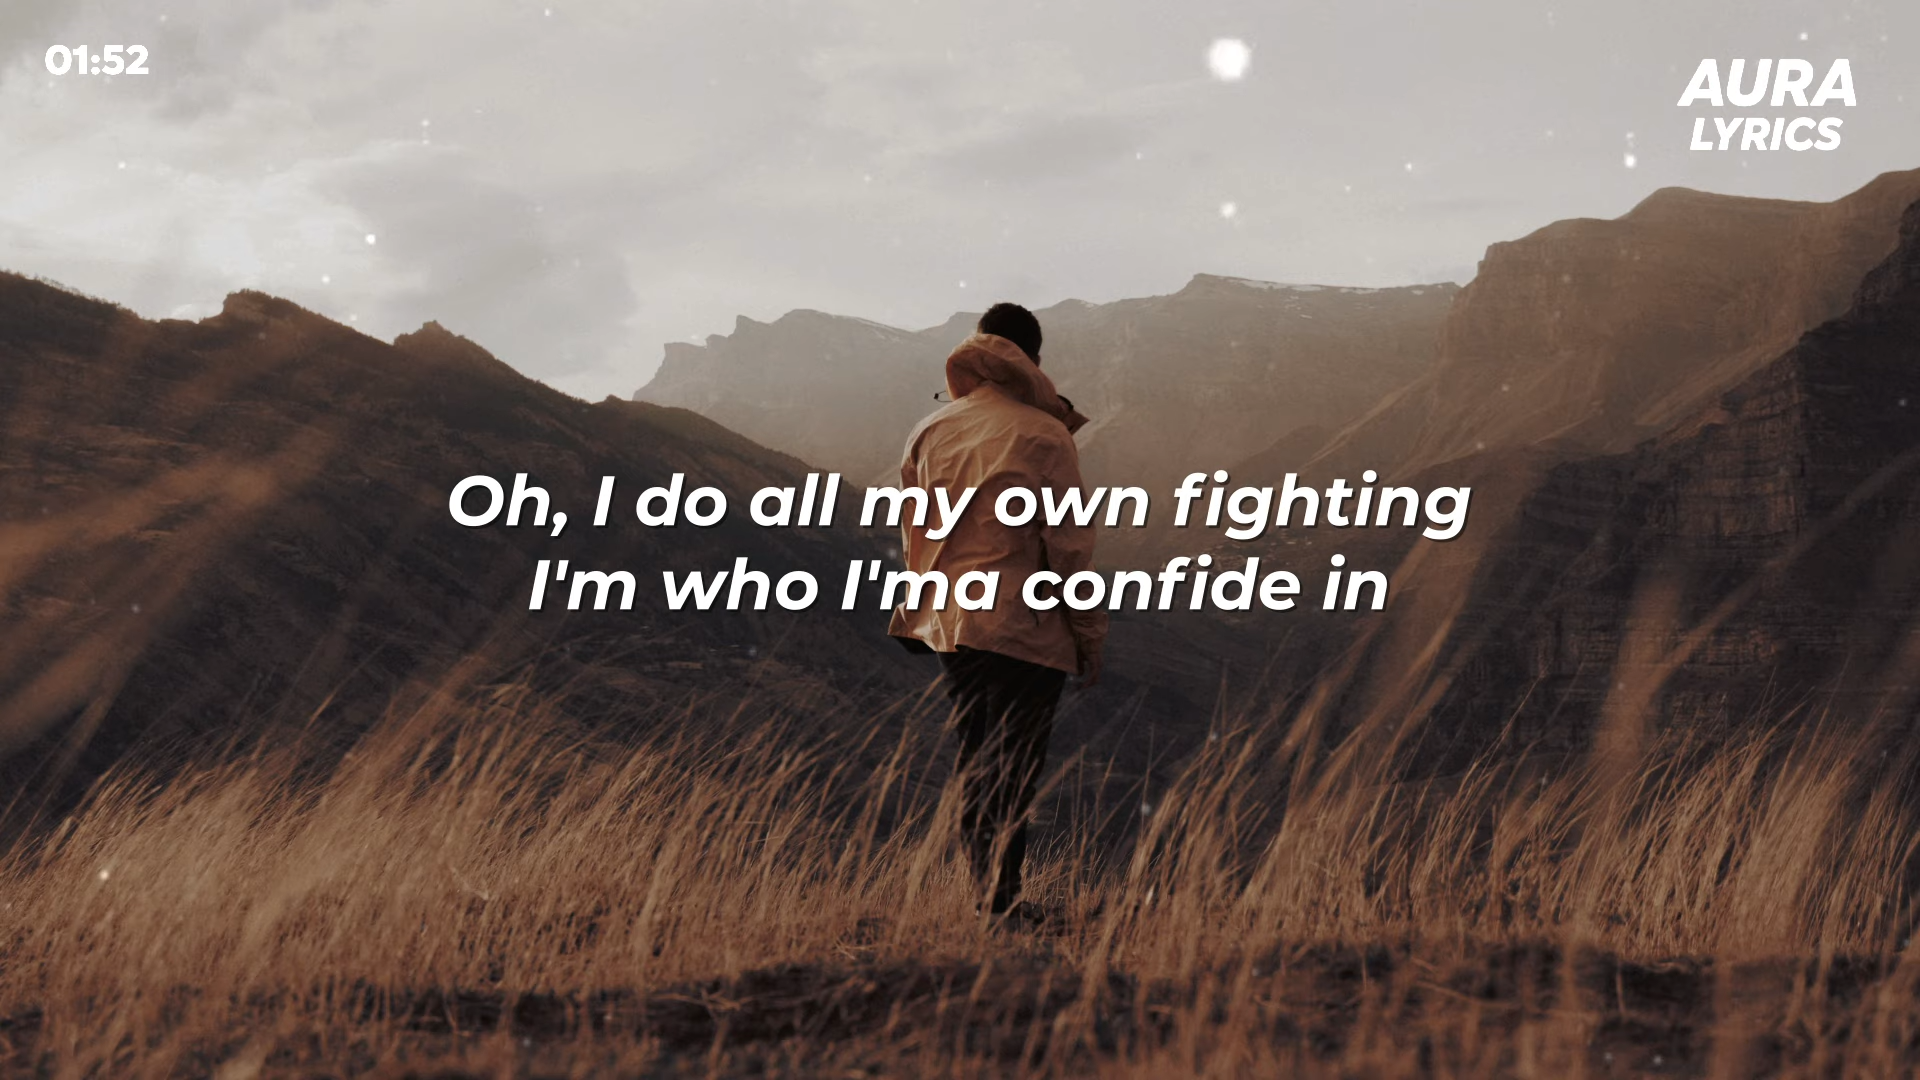 01:52
AURA
LYRICS
Oh, I do all my own fighting
I'm who I'ma confide in